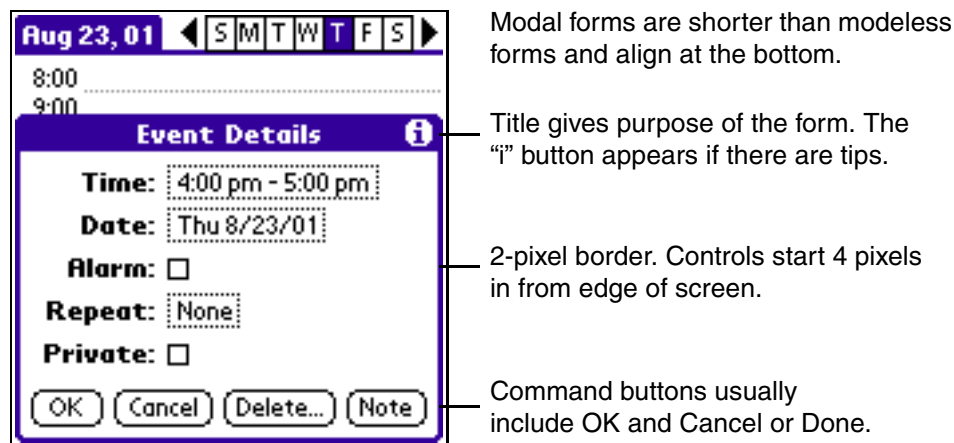 Aug 23, 01 S M T W T F S
8:00
9:00
Event Details i
Time: 4:00 pm - 5:00 pm
Date: Thu 8/23/01
Alarm:
Repeat: None
Private:
OK Cancel Delete... Note
Modal forms are shorter than modeless
forms and align at the bottom.
Title gives purpose of the form. The
“i” button appears if there are tips.
2-pixel border. Controls start 4 pixels
in from edge of screen.
Command buttons usually
include OK and Cancel or Done.